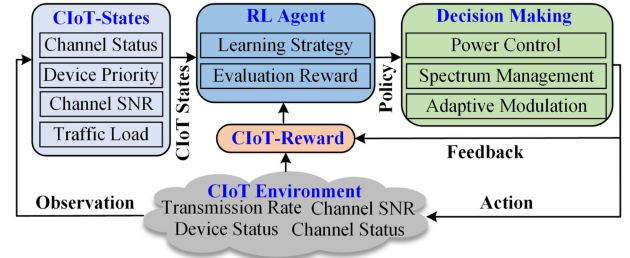 CIoT-States
Channel Status
Device Priority
Channel SNR
Traffic Load
CIoT States
RL Agent
Learning Strategy
Evaluation Reward
Policy
Decision Making
Power Control
Spectrum Management
Adaptive Modulation
CIoT-Reward
Feedback
Observation
CIoT Environment
Transmission Rate Channel SNR
Device Status Channel Status
Action